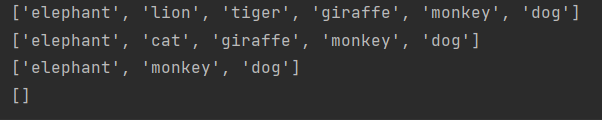 ['elephant', 'lion', 'tiger', 'giraffe', 'monkey', 'dog']
['elephant', 'cat', 'giraffe', 'monkey', 'dog']
['elephant', 'monkey', 'dog']
[]